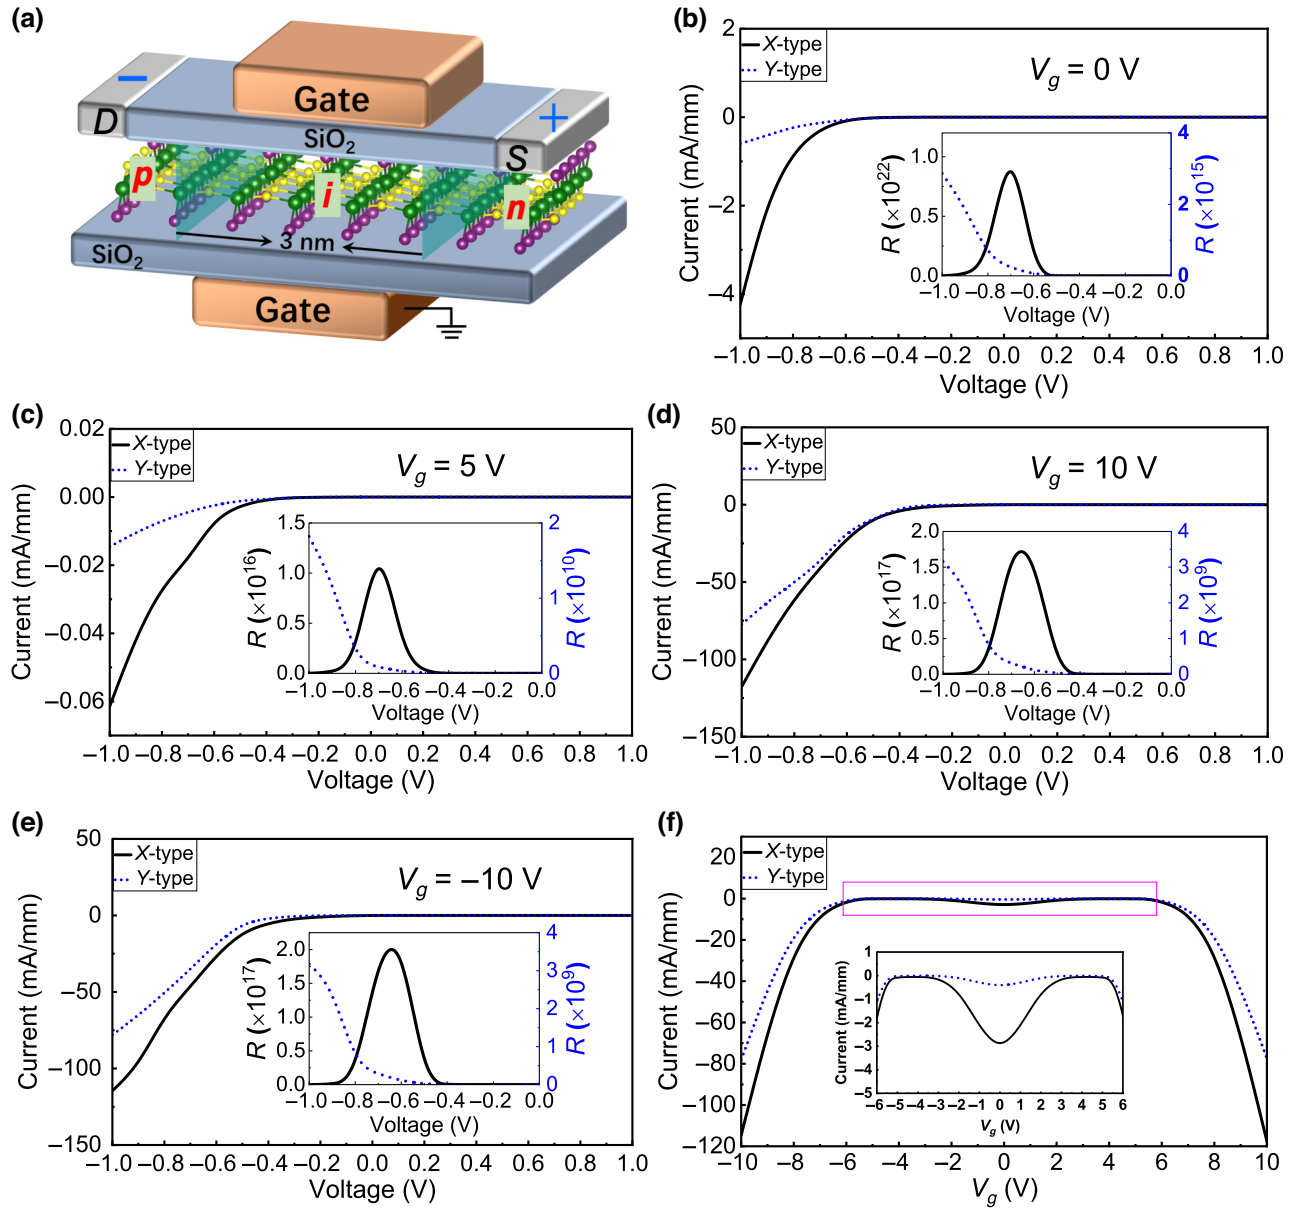 (a)
Gate
SiO2
D
−
+
S
p
i
n
3 nm
SiO2
Gate
(b)
X-type
Y-type
Vg = 0 V
2
0
−2
−4
Current (mA/mm)
−1.0 −0.8 −0.6 −0.4 −0.2 0.0 0.2 0.4 0.6 0.8 1.0
Voltage (V)
R (×10^22)
1.0
0.5
0.0
R (×10^15)
4
2
0
−1.0 −0.8 −0.6 −0.4 −0.2 0.0
Voltage (V)
(c)
X-type
Y-type
Vg = 5 V
0.02
0.00
−0.02
−0.04
−0.06
Current (mA/mm)
−1.0 −0.8 −0.6 −0.4 −0.2 0.0 0.2 0.4 0.6 0.8 1.0
Voltage (V)
R (×10^16)
1.5
1.0
0.5
0.0
R (×10^10)
2
1
0
−1.0 −0.8 −0.6 −0.4 −0.2 0.0
Voltage (V)
(d)
X-type
Y-type
Vg = 10 V
50
0
−50
−100
−150
Current (mA/mm)
−1.0 −0.8 −0.6 −0.4 −0.2 0.0 0.2 0.4 0.6 0.8 1.0
Voltage (V)
R (×10^17)
2.0
1.5
1.0
0.5
0.0
R (×10^9)
4
3
2
1
0
−1.0 −0.8 −0.6 −0.4 −0.2 0.0
Voltage (V)
(e)
X-type
Y-type
Vg = −10 V
50
0
−50
−100
−150
Current (mA/mm)
−1.0 −0.8 −0.6 −0.4 −0.2 0.0 0.2 0.4 0.6 0.8 1.0
Voltage (V)
R (×10^17)
2.0
1.5
1.0
0.5
0.0
R (×10^9)
4
3
2
1
0
−1.0 −0.8 −0.6 −0.4 −0.2 0.0
Voltage (V)
(f)
X-type
Y-type
20
0
−20
−40
−60
−80
−100
−120
Current (mA/mm)
−10 −8 −6 −4 −2 0 2 4 6 8 10
Vg (V)
1
0
−1
−2
−3
−4
−5
Current (mA/mm)
−6 −5 −4 −3 −2 −1 0 1 2 3 4 5 6
Vg (V)